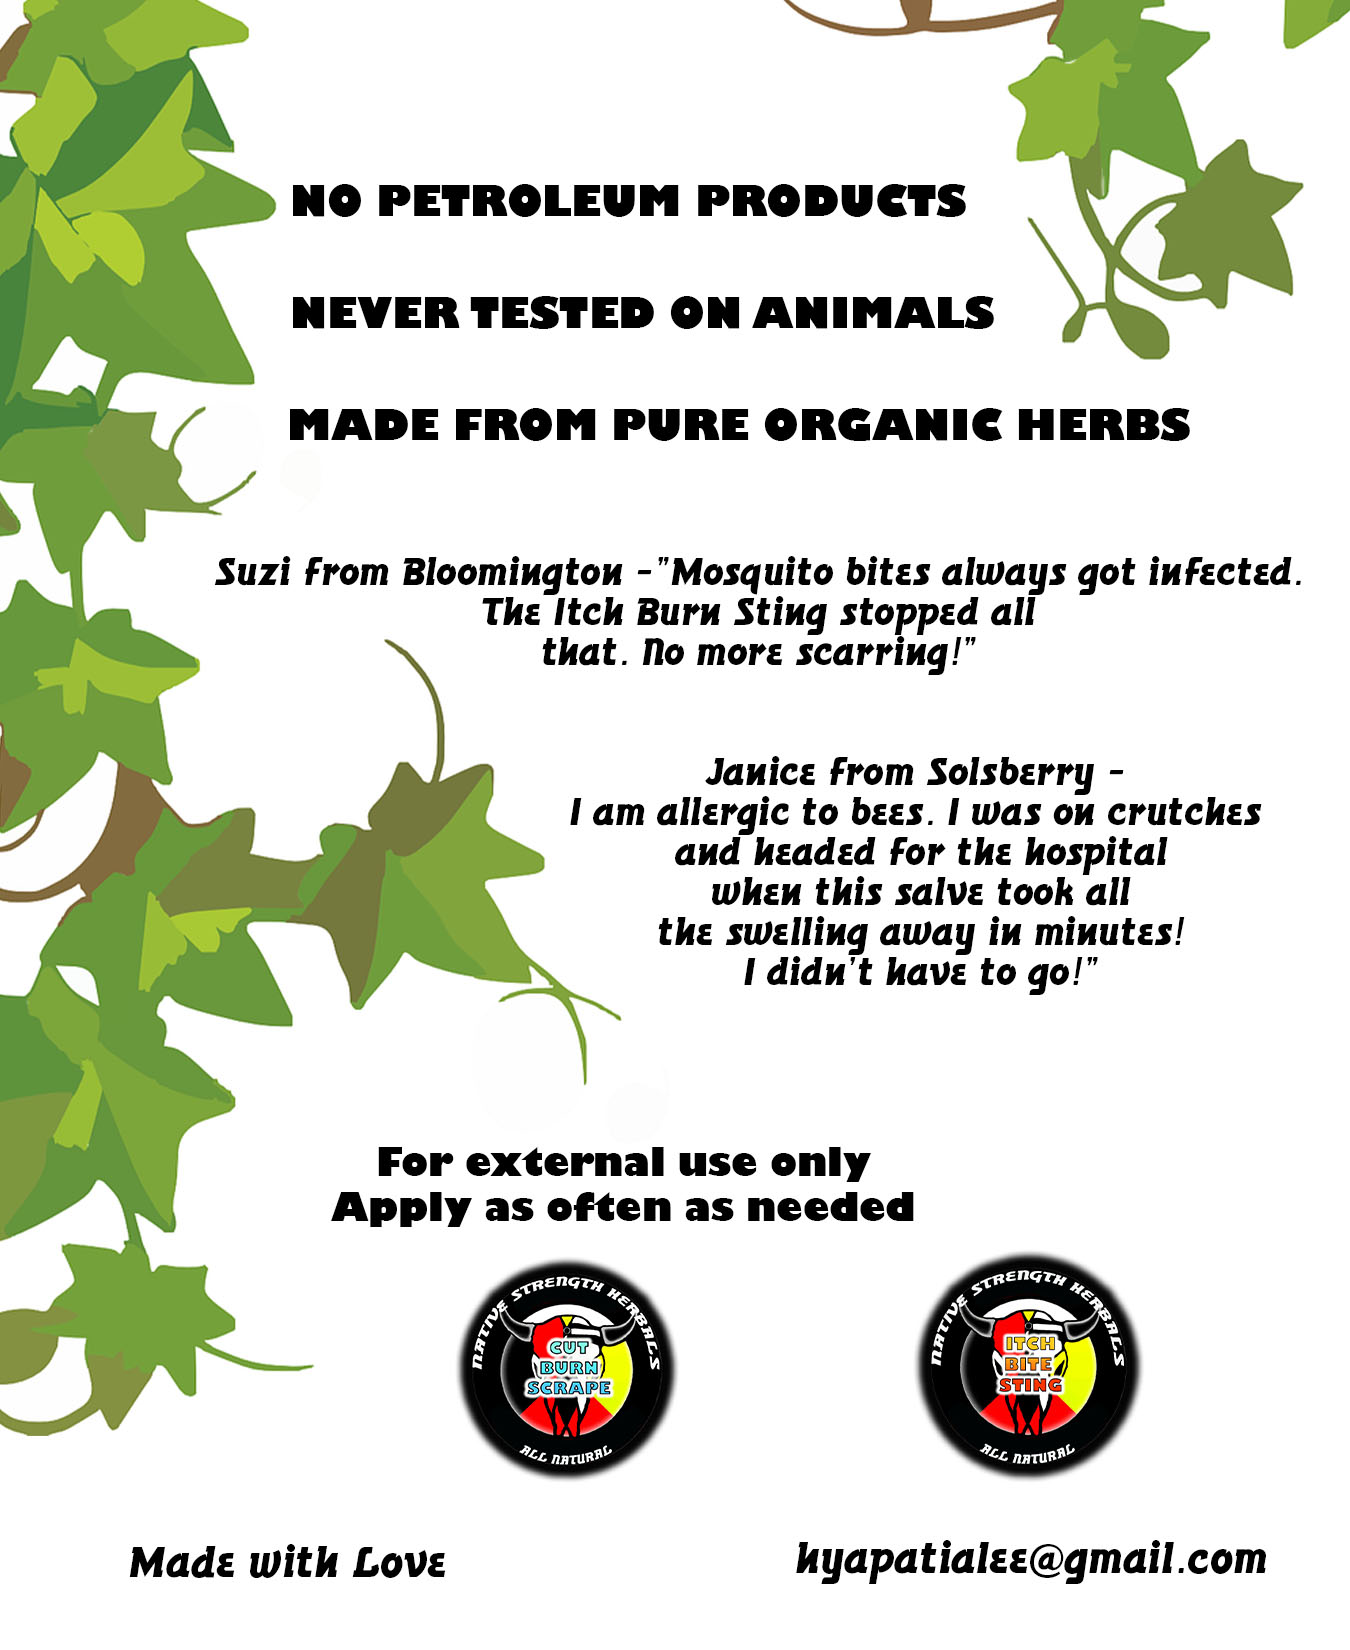 NO PETROLEUM PRODUCTS
NEVER TESTED ON ANIMALS
MADE FROM PURE ORGANIC HERBS
Suzi from Bloomington -"Mosquito bites always got infected.
The Itch Burn Sting stopped all
that. No more scarring!"
Janice from Solsberry -
I am allergic to bees. I was on crutches
and headed for the hospital
when this salve took all
the swelling away in minutes!
I didn't have to go!"
For external use only
Apply as often as needed
NATIVE STRENGTH HERBALS
CUT
BURN
SCRAPE
ALL NATURAL
NATIVE STRENGTH HERBALS
ITCH
BITE
STING
ALL NATURAL
Made with Love
hyapatialee@gmail.com